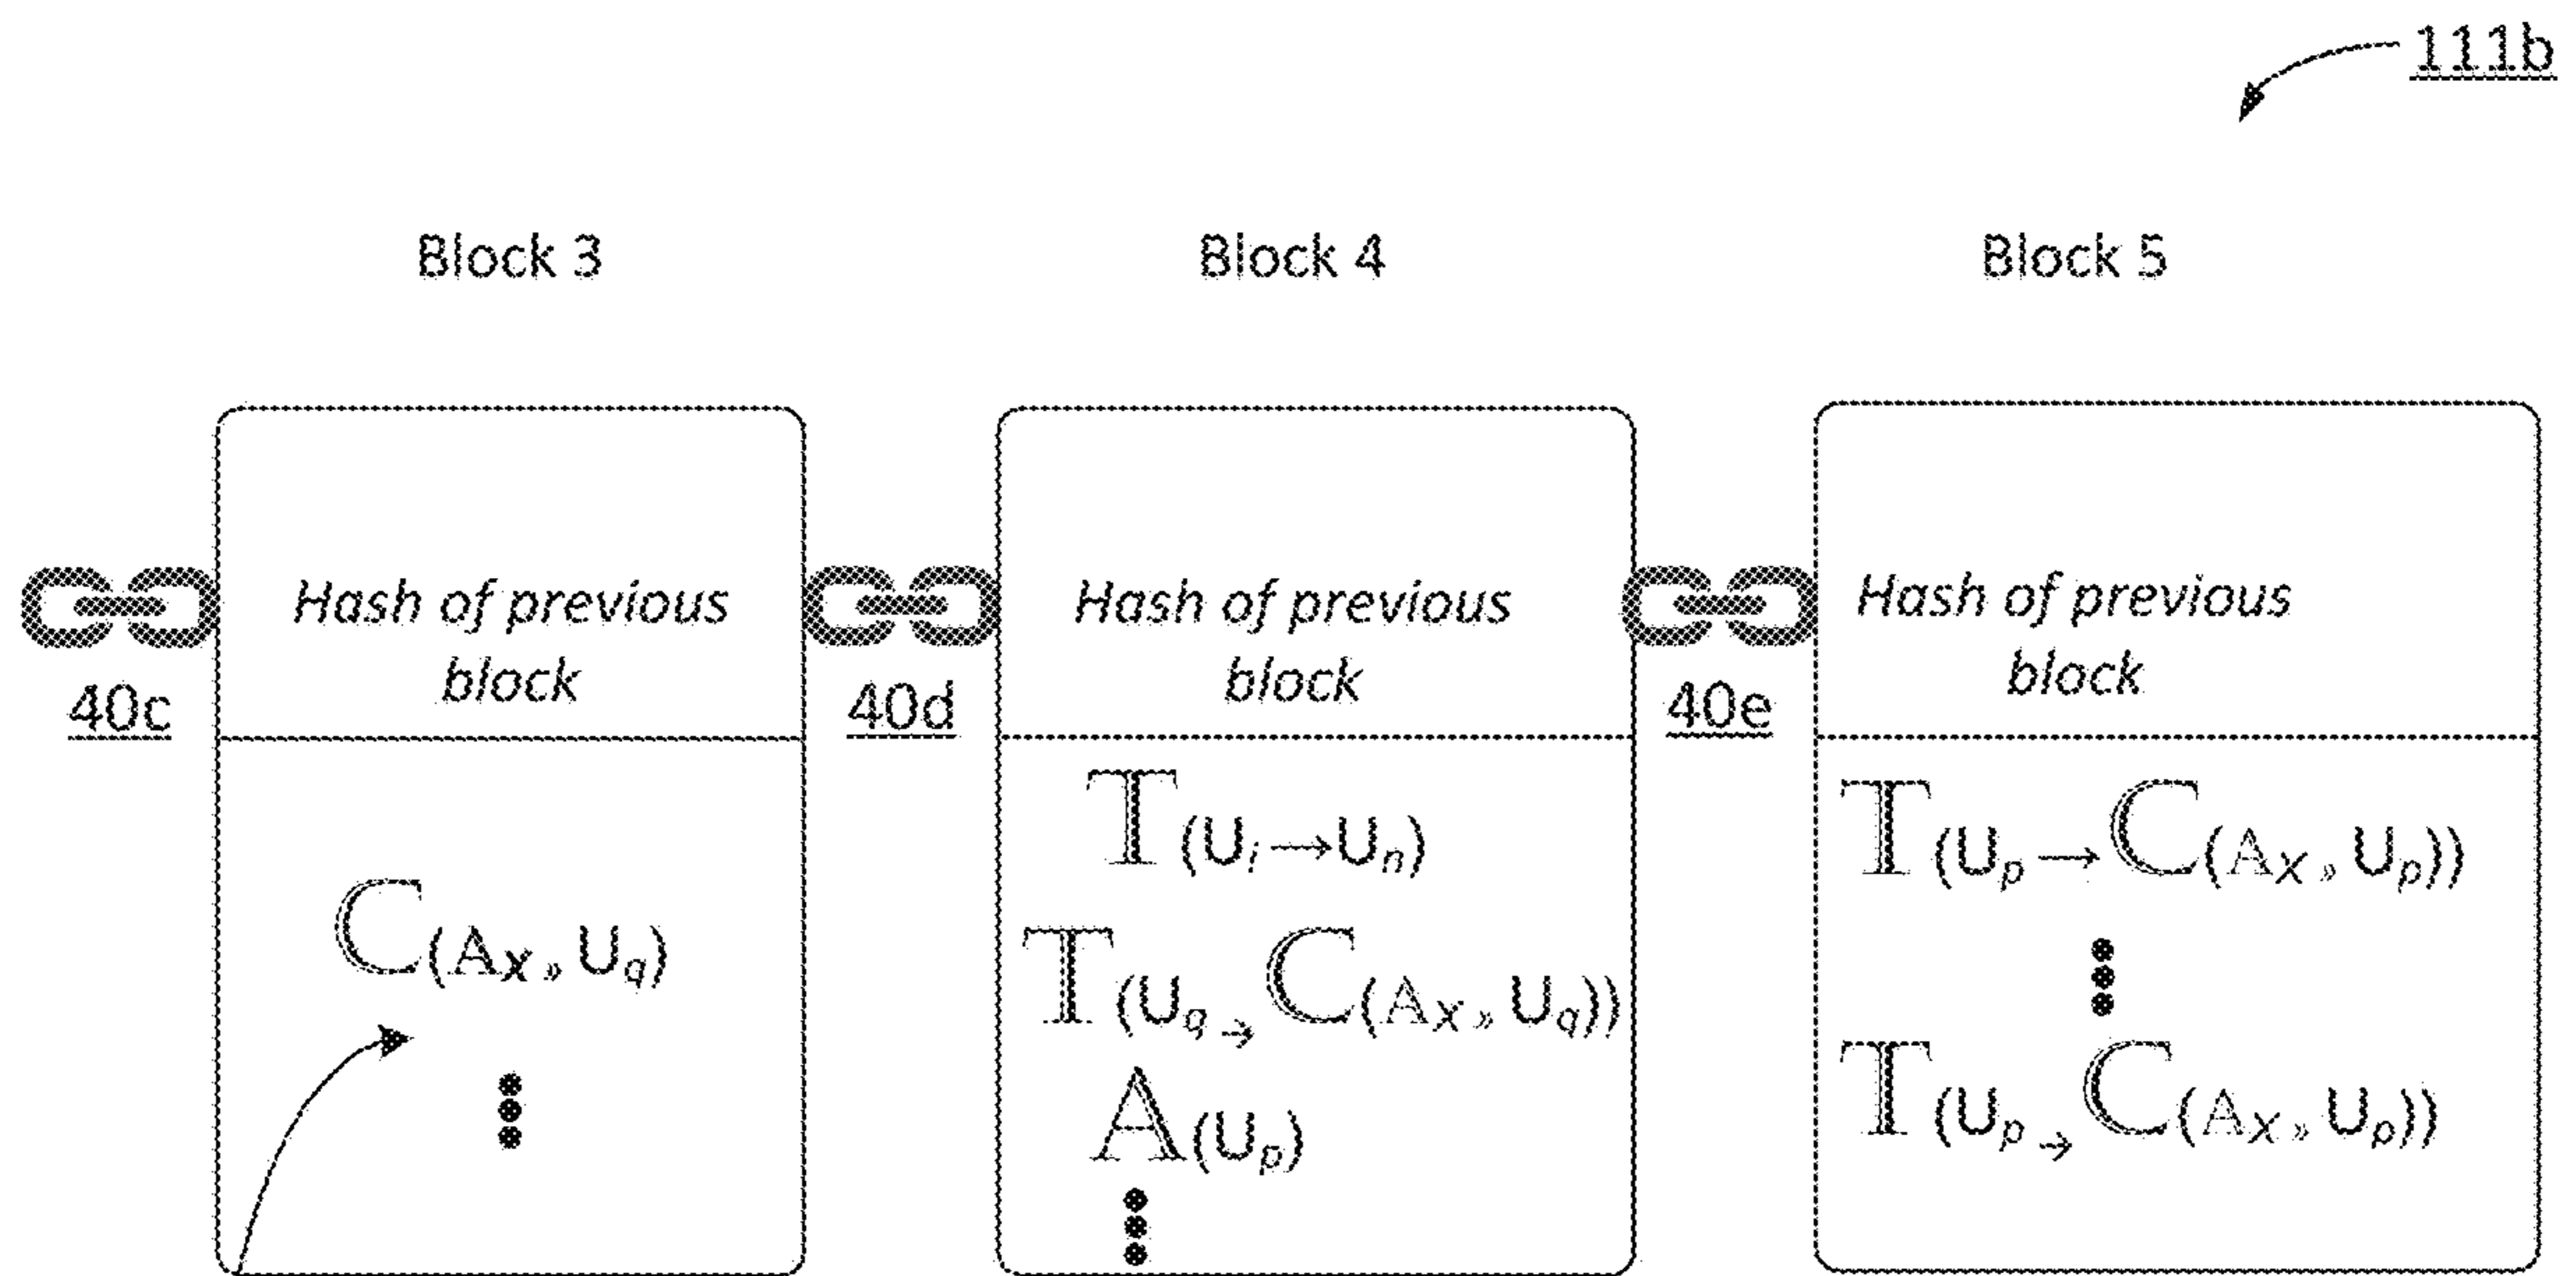 111b
Block 3
Block 4
Block 5
Hash of previous
block
40c
ℂ(𝔸X » Uq)
Hash of previous
block
40d
𝕋(Ui→Un)
𝕋(Uq→ℂ(𝔸X » Uq))
𝔸(Up)
Hash of previous
block
40e
𝕋(Up→ℂ(𝔸X » Up))
𝕋(Up→ℂ(𝔸X » Up))